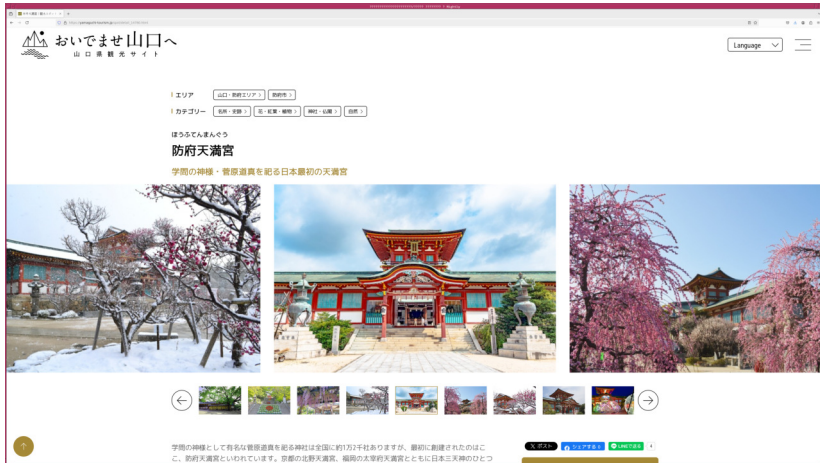 おいでませ山口へ
山口県観光サイト
Language
エリア
山口・防府エリア
防府市
カテゴリー
名所・史跡
花・紅葉・植物
神社・仏閣
自然
ほうふてんまんぐう
防府天満宮
学問の神様・菅原道真を祀る日本最初の天満宮
学問の神様として有名な菅原道真を祀る神社は全国に約1万2千社ありますが、最初に創建されたのはこ
こ、防府天満宮といわれています。京都の北野天満宮、福岡の太宰府天満宮とともに日本三天神のひとつ
ポスト
シェアする 0
LINEで送る